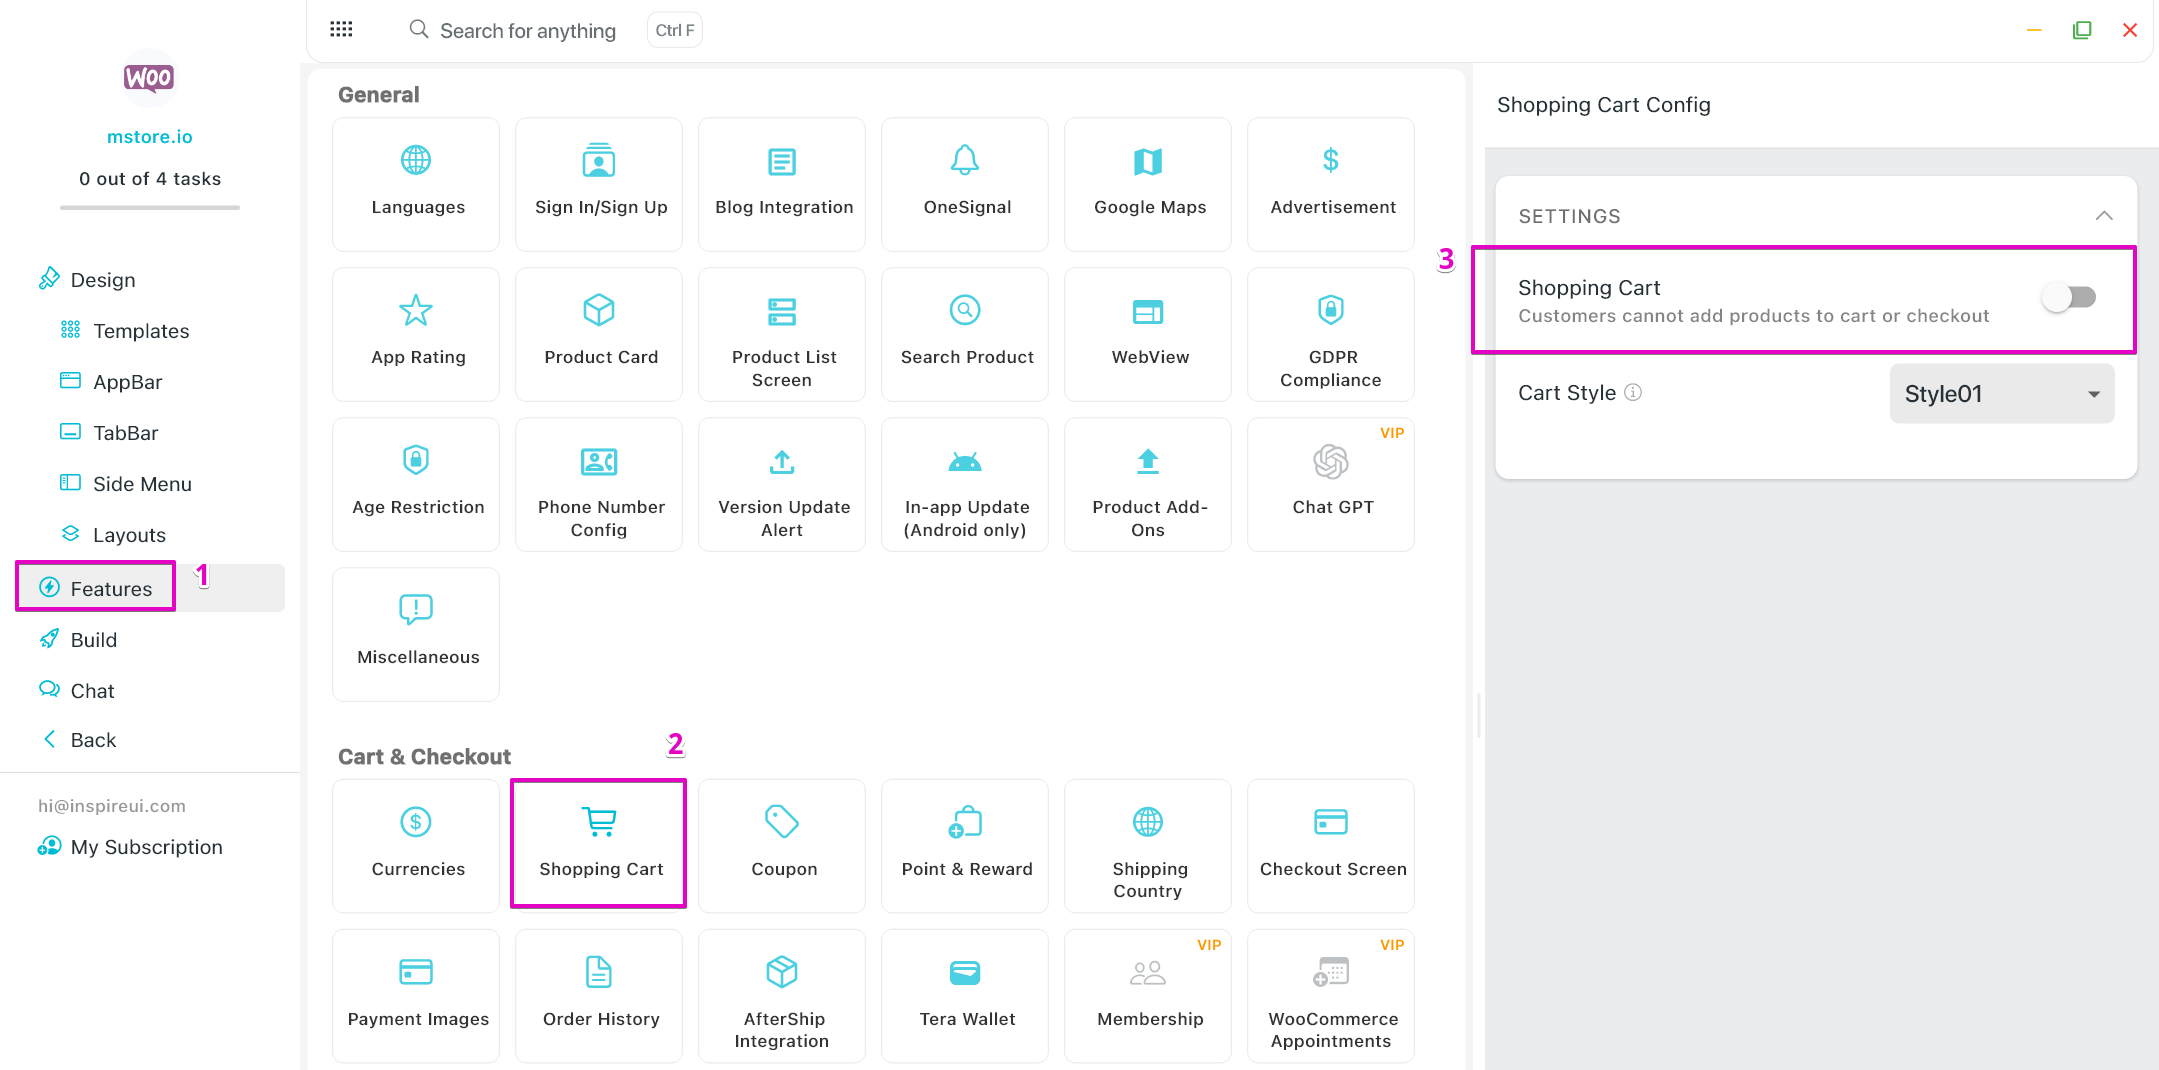 Search for anything
Ctrl F
WOO
mstore.io
0 out of 4 tasks
Design
Templates
AppBar
TabBar
Side Menu
Layouts
Features
1
Build
Chat
Back
hi@inspireui.com
My Subscription
General
Languages
Sign In/Sign Up
Blog Integration
OneSignal
Google Maps
$
Advertisement
App Rating
Product Card
Product List
Screen
Search Product
WebView
GDPR
Compliance
Age Restriction
Phone Number
Config
Version Update
Alert
In-app Update
(Android only)
Product Add-
Ons
VIP
Chat GPT
Miscellaneous
Cart & Checkout
2
$
Currencies
Shopping Cart
Coupon
Point & Reward
Shipping
Country
Checkout Screen
Payment Images
Order History
AfterShip
Integration
Tera Wallet
VIP
Membership
VIP
WooCommerce
Appointments
Shopping Cart Config
SETTINGS
3
Shopping Cart
Customers cannot add products to cart or checkout
Cart Style
Style01